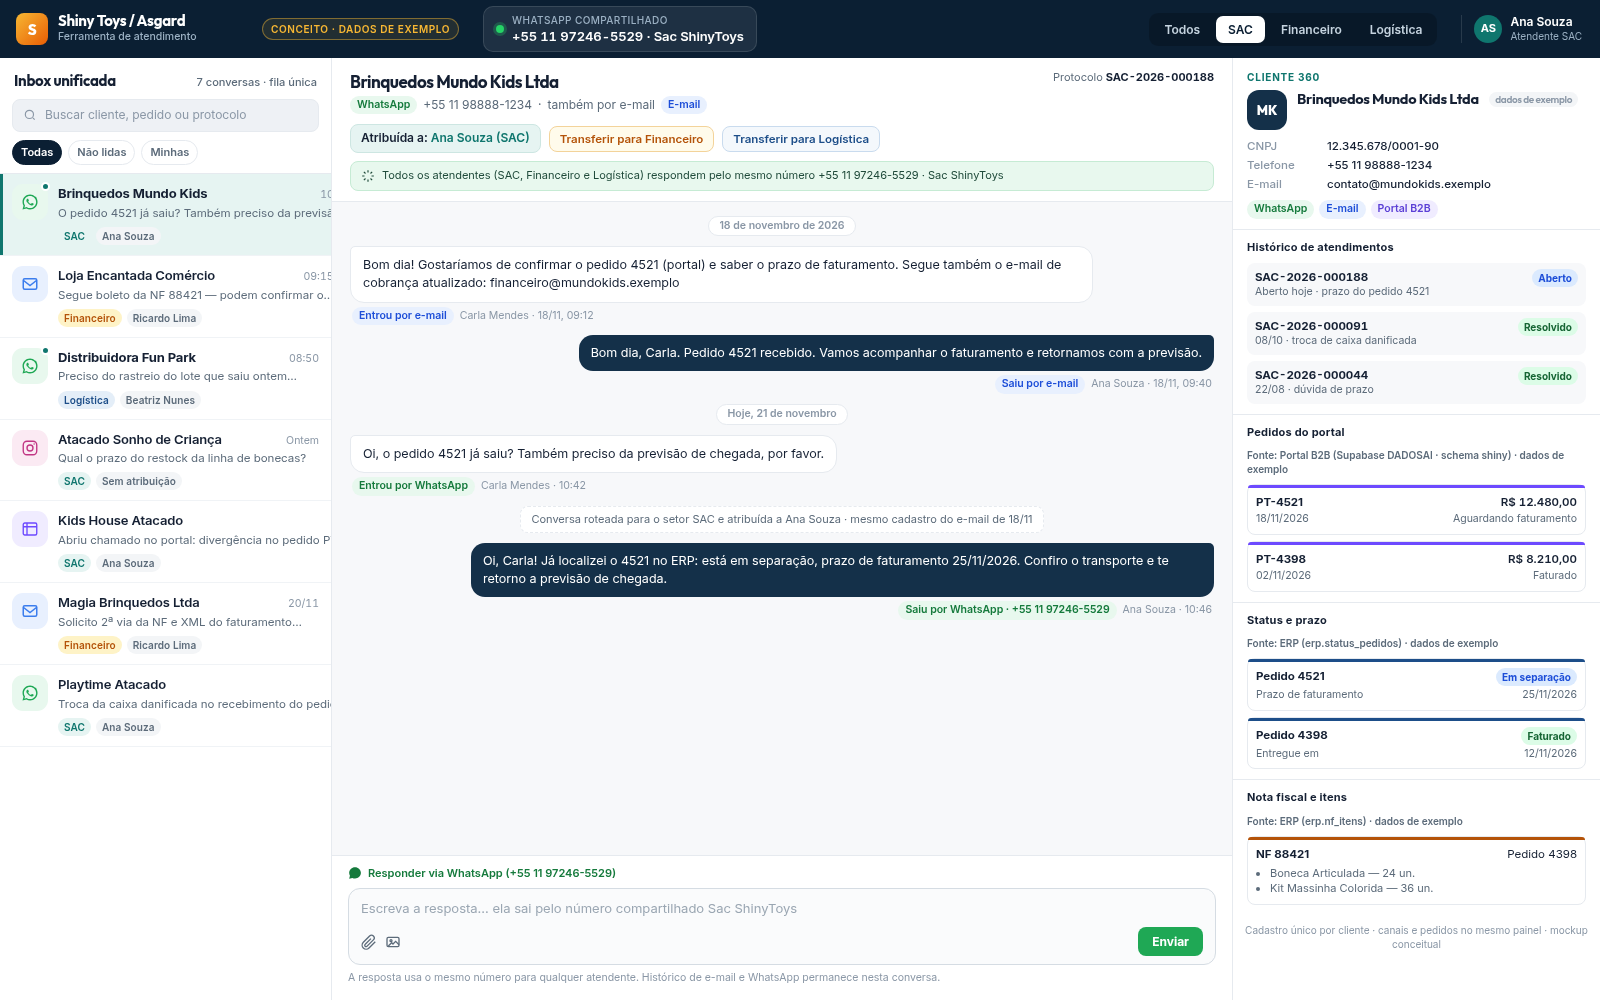 S
Shiny Toys / Asgard
Ferramenta de atendimento
CONCEITO · DADOS DE EXEMPLO
WHATSAPP COMPARTILHADO
+55 11 97246-5529 · Sac ShinyToys
Todos
SAC
Financeiro
Logística
AS
Ana Souza
Atendente SAC
Inbox unificada
7 conversas · fila única
Buscar cliente, pedido ou protocolo
Todas
Não lidas
Minhas
Brinquedos Mundo Kids
10
O pedido 4521 já saiu? Também preciso da previsã
SAC
Ana Souza
Loja Encantada Comércio
09:15
Segue boleto da NF 88421 — podem confirmar o...
Financeiro
Ricardo Lima
Distribuidora Fun Park
08:50
Preciso do rastreio do lote que saiu ontem...
Logística
Beatriz Nunes
Atacado Sonho de Criança
Ontem
Qual o prazo do restock da linha de bonecas?
SAC
Sem atribuição
Kids House Atacado
Abriu chamado no portal: divergência no pedido P
SAC
Ana Souza
Magia Brinquedos Ltda
20/11
Solicito 2ª via da NF e XML do faturamento...
Financeiro
Ricardo Lima
Playtime Atacado
Troca da caixa danificada no recebimento do pedi
SAC
Ana Souza
Brinquedos Mundo Kids Ltda
Protocolo SAC-2026-000188
WhatsApp
+55 11 98888-1234 · também por e-mail
E-mail
Atribuída a: Ana Souza (SAC)
Transferir para Financeiro
Transferir para Logística
Todos os atendentes (SAC, Financeiro e Logística) respondem pelo mesmo número +55 11 97246-5529 · Sac ShinyToys
18 de novembro de 2026
Bom dia! Gostaríamos de confirmar o pedido 4521 (portal) e saber o prazo de faturamento. Segue também o e-mail de
cobrança atualizado: financeiro@mundokids.exemplo
Entrou por e-mail
Carla Mendes · 18/11, 09:12
Bom dia, Carla. Pedido 4521 recebido. Vamos acompanhar o faturamento e retornamos com a previsão.
Saiu por e-mail
Ana Souza · 18/11, 09:40
Hoje, 21 de novembro
Oi, o pedido 4521 já saiu? Também preciso da previsão de chegada, por favor.
Entrou por WhatsApp
Carla Mendes · 10:42
Conversa roteada para o setor SAC e atribuída a Ana Souza · mesmo cadastro do e-mail de 18/11
Oi, Carla! Já localizei o 4521 no ERP: está em separação, prazo de faturamento 25/11/2026. Confiro o transporte e te
retorno a previsão de chegada.
Saiu por WhatsApp · +55 11 97246-5529
Ana Souza · 10:46
Responder via WhatsApp (+55 11 97246-5529)
Escreva a resposta... ela sai pelo número compartilhado Sac ShinyToys
Enviar
A resposta usa o mesmo número para qualquer atendente. Histórico de e-mail e WhatsApp permanece nesta conversa.
CLIENTE 360
MK
Brinquedos Mundo Kids Ltda
dados de exemplo
CNPJ
12.345.678/0001-90
Telefone
+55 11 98888-1234
E-mail
contato@mundokids.exemplo
WhatsApp
E-mail
Portal B2B
Histórico de atendimentos
SAC-2026-000188
Aberto
Aberto hoje · prazo do pedido 4521
SAC-2026-000091
Resolvido
08/10 · troca de caixa danificada
SAC-2026-000044
Resolvido
22/08 · dúvida de prazo
Pedidos do portal
Fonte: Portal B2B (Supabase DADOSAI · schema shiny) · dados de
exemplo
PT-4521
R$ 12.480,00
18/11/2026
Aguardando faturamento
PT-4398
R$ 8.210,00
02/11/2026
Faturado
Status e prazo
Fonte: ERP (erp.status_pedidos) · dados de exemplo
Pedido 4521
Em separação
Prazo de faturamento
25/11/2026
Pedido 4398
Faturado
Entregue em
12/11/2026
Nota fiscal e itens
Fonte: ERP (erp.nf_itens) · dados de exemplo
NF 88421
Pedido 4398
• Boneca Articulada — 24 un.
• Kit Massinha Colorida — 36 un.
Cadastro único por cliente · canais e pedidos no mesmo painel · mockup
conceitual